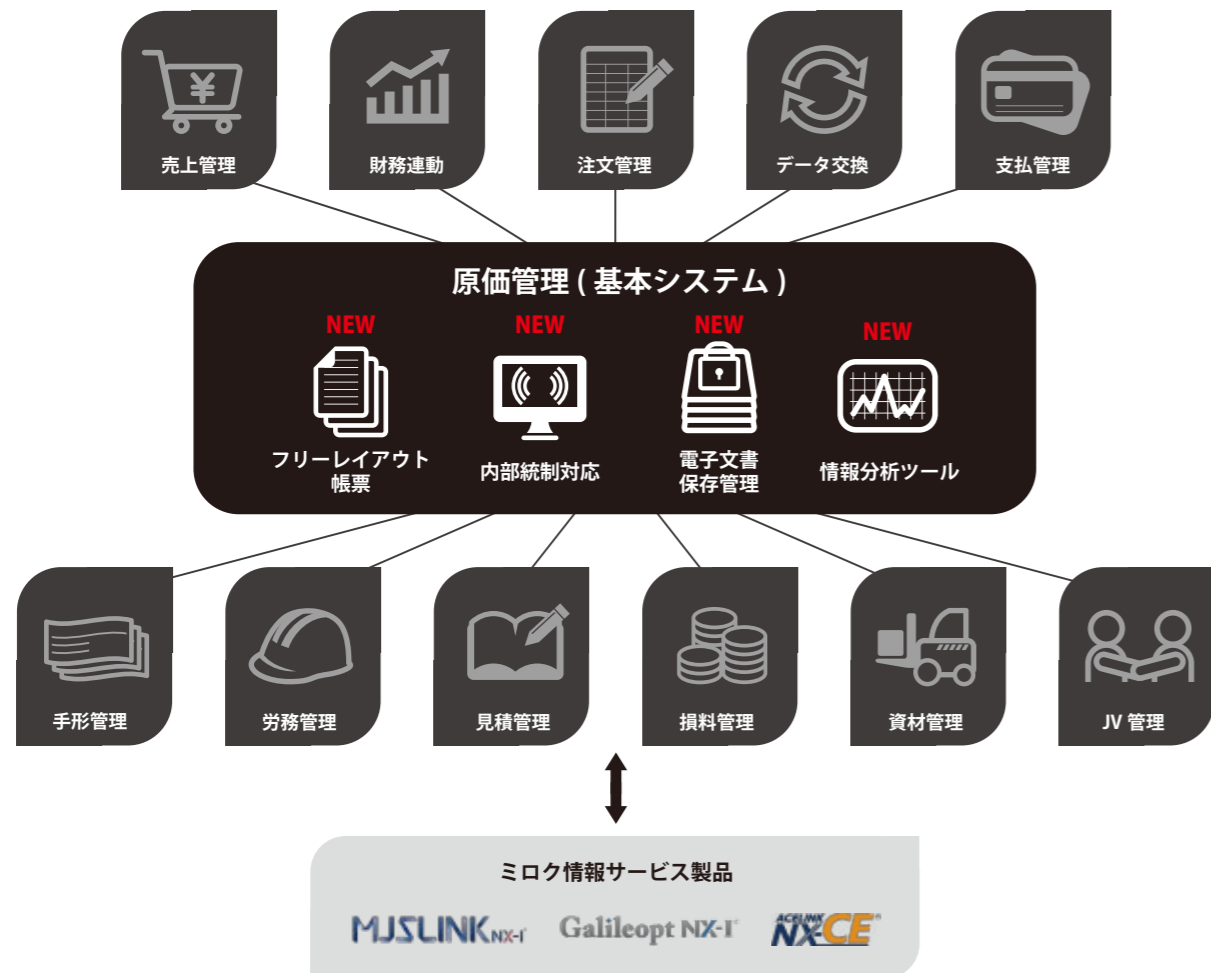 ¥
売上管理
財務連動
注文管理
データ交換
支払管理
原価管理 ( 基本システム )
NEW
NEW
NEW
NEW
フリーレイアウト
帳票
内部統制対応
電子文書
保存管理
情報分析ツール
手形管理
労務管理
見積管理
損料管理
資材管理
JV 管理
ミロク情報サービス製品
MJSLINK NX-I
Galileopt NX-I
ACELINK
NX-CE®